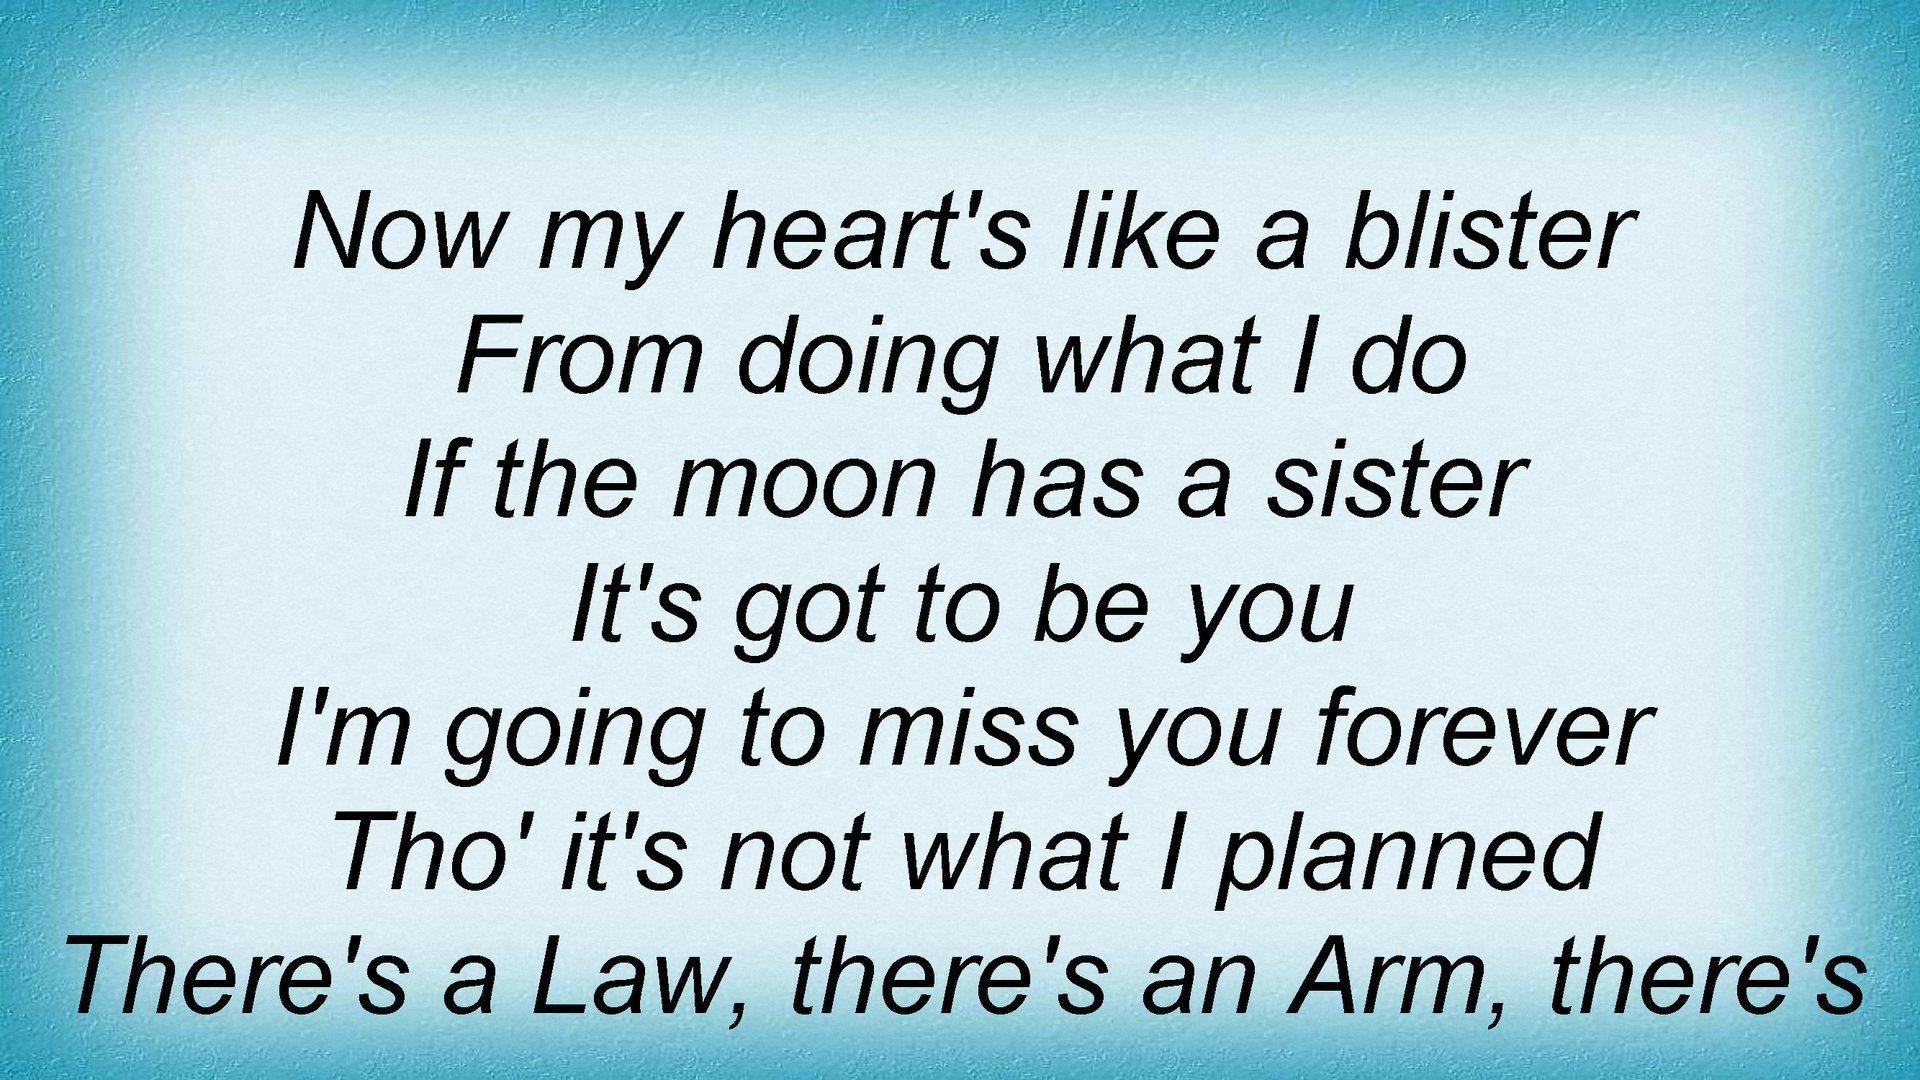 Now my heart's like a blister
From doing what I do
If the moon has a sister
It's got to be you
I'm going to miss you forever
Tho' it's not what I planned
There's a Law, there's an Arm, there's